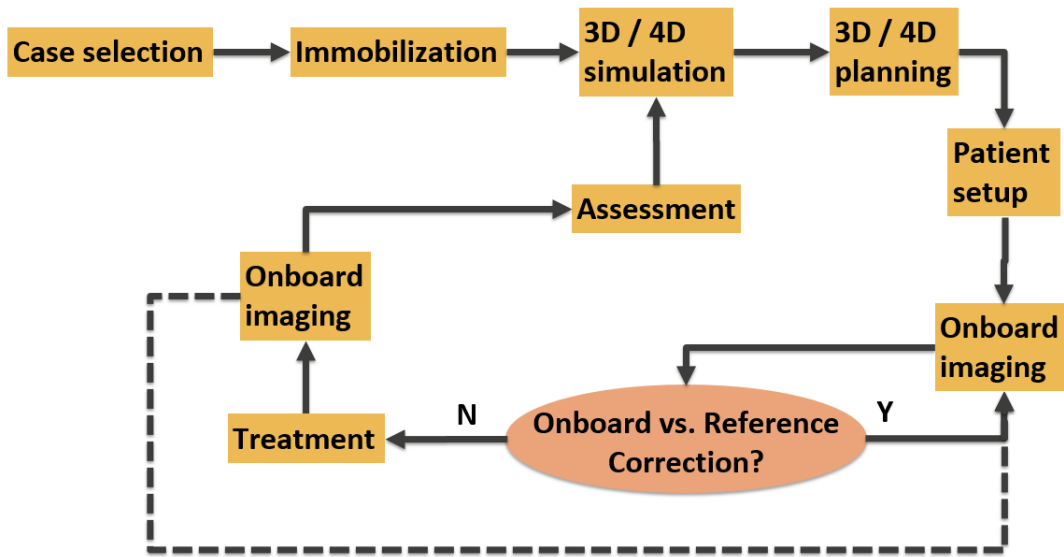 Case selection
Immobilization
3D / 4D
simulation
3D / 4D
planning
Patient
setup
Assessment
Onboard
imaging
Onboard
imaging
Treatment
N
Onboard vs. Reference
Correction?
Y